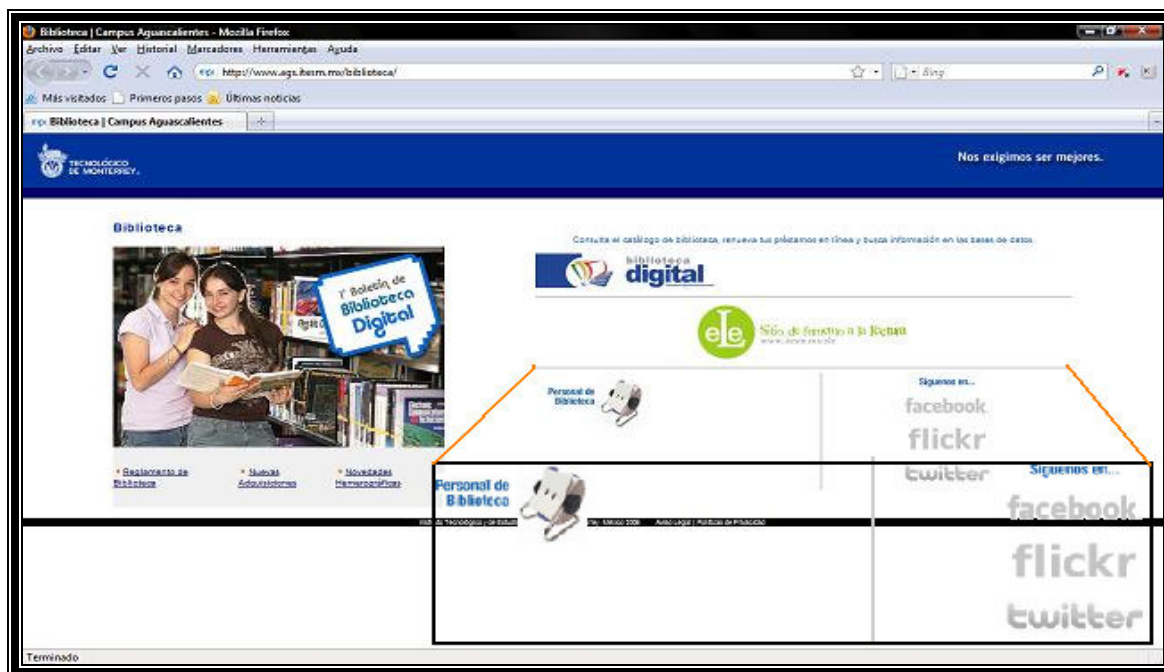 Biblioteca | Campus Aguascalientes - Mozilla Firefox
Archivo Editar Ver Historial Marcadores Herramientas Ayuda
http://www.ags.itesm.mx/biblioteca/
Bing
Más visitados Primeros pasos Últimas noticias
Biblioteca | Campus Aguascalientes
TECNOLÓGICO
DE MONTERREY.
Nos exigimos ser mejores.
Biblioteca
1er Boletín de
Biblioteca
Digital
Consulta el catálogo de biblioteca, renueva tus préstamos en línea y busca información en las bases de datos
biblioteca
digital
ele
Sitio de fomento a la lectura
Personal de
Biblioteca
Síguenos en...
facebook
flickr
twitter
Reglamento de
Biblioteca
Nuevas
Adquisiciones
Novedades
Hemerográficas
Personal de
Biblioteca
Síguenos en...
facebook
flickr
twitter
México 2006 Aviso Legal | Políticas de Privacidad
Terminado